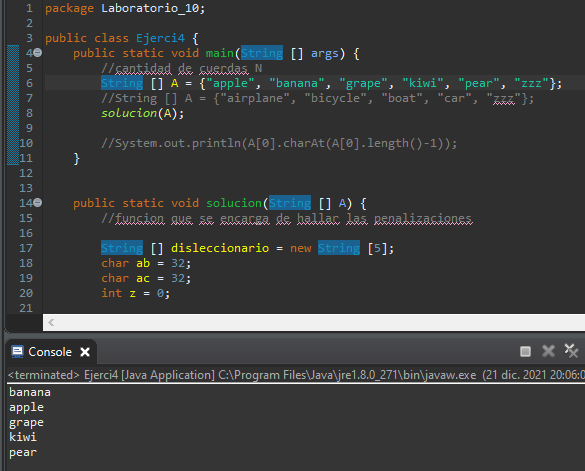 1 package Laboratorio_10;
2
3 public class Ejerci4 {
4 public static void main(String [] args) {
5 //cantidad de cuerdas N
6 String [] A = {"apple", "banana", "grape", "kiwi", "pear", "zzz"};
7 //String [] A = {"airplane", "bicycle", "boat", "car", "zzz"};
8 solucion(A);
9
10 //System.out.println(A[0].charAt(A[0].length()-1));
11 }
12
13
14 public static void solucion(String [] A) {
15 //funcion que se encarga de hallar las penalizaciones
16
17 String [] disleccionario = new String [5];
18 char ab = 32;
19 char ac = 32;
20 int z = 0;
21
Console
<terminated> Ejerci4 [Java Application] C:\Program Files\Java\jre1.8.0_271\bin\javaw.exe (21 dic. 2021 20:06:0
banana
apple
grape
kiwi
pear